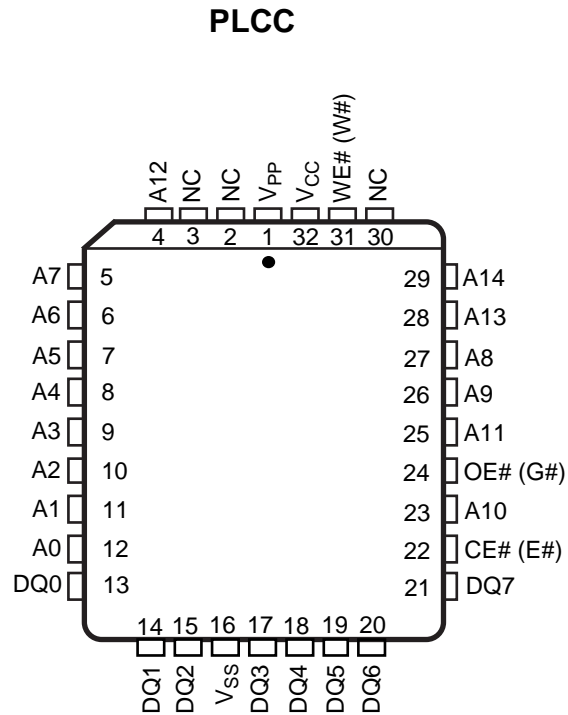 PLCC
A12 NC NC VPP VCC WE# (W#) NC
4 3 2 1 32 31 30
A7 5 29 A14
A6 6 28 A13
A5 7 27 A8
A4 8 26 A9
A3 9 25 A11
A2 10 24 OE# (G#)
A1 11 23 A10
A0 12 22 CE# (E#)
DQ0 13 21 DQ7
14 15 16 17 18 19 20
DQ1 DQ2 VSS DQ3 DQ4 DQ5 DQ6